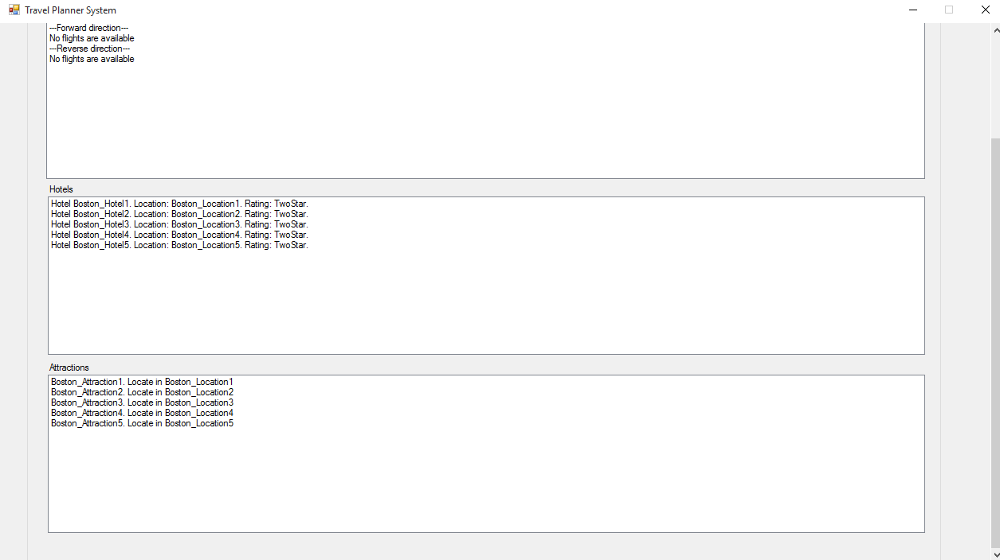 Travel Planner System
---Forward direction---
No flights are available
---Reverse direction---
No flights are available
Hotels
Hotel Boston_Hotel1. Location: Boston_Location1. Rating: TwoStar.
Hotel Boston_Hotel2. Location: Boston_Location2. Rating: TwoStar.
Hotel Boston_Hotel3. Location: Boston_Location3. Rating: TwoStar.
Hotel Boston_Hotel4. Location: Boston_Location4. Rating: TwoStar.
Hotel Boston_Hotel5. Location: Boston_Location5. Rating: TwoStar.
Attractions
Boston_Attraction1. Locate in Boston_Location1
Boston_Attraction2. Locate in Boston_Location2
Boston_Attraction3. Locate in Boston_Location3
Boston_Attraction4. Locate in Boston_Location4
Boston_Attraction5. Locate in Boston_Location5